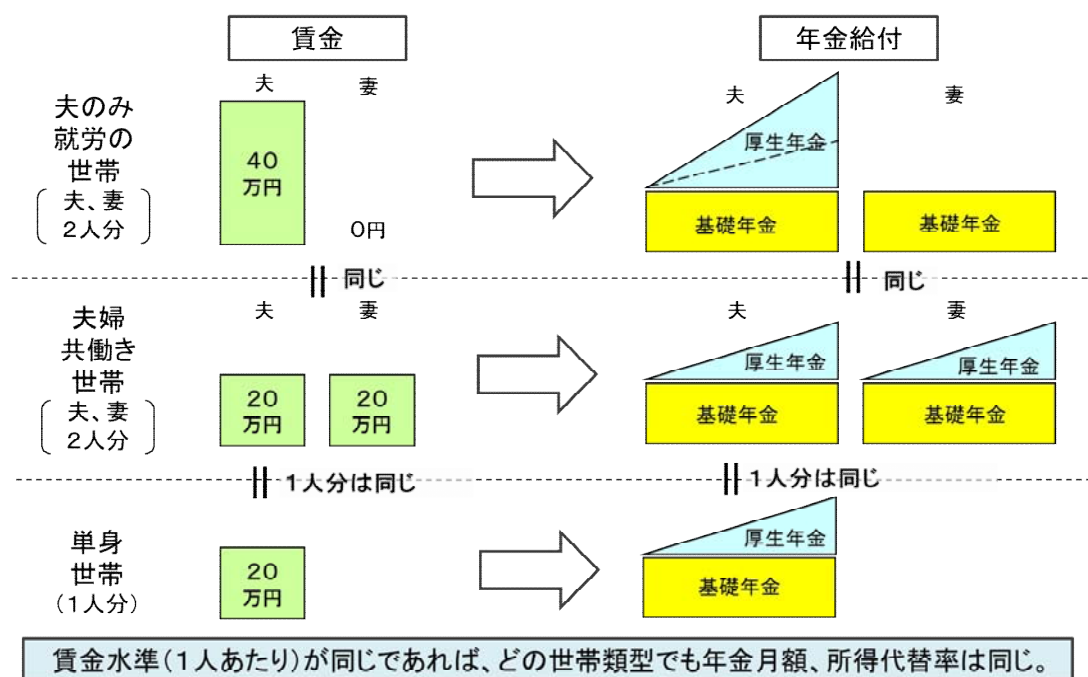 賃金
年金給付
夫
妻
夫
妻
夫のみ
就労の
世帯
夫、妻
2人分
40
万円
0円
厚生年金
基礎年金
基礎年金
同じ
同じ
夫婦
共働き
世帯
夫、妻
2人分
夫
妻
夫
妻
20
万円
20
万円
厚生年金
厚生年金
基礎年金
基礎年金
1人分は同じ
1人分は同じ
単身
世帯
(1人分)
20
万円
厚生年金
基礎年金
賃金水準(1人あたり)が同じであれば、どの世帯類型でも年金月額、所得代替率は同じ。